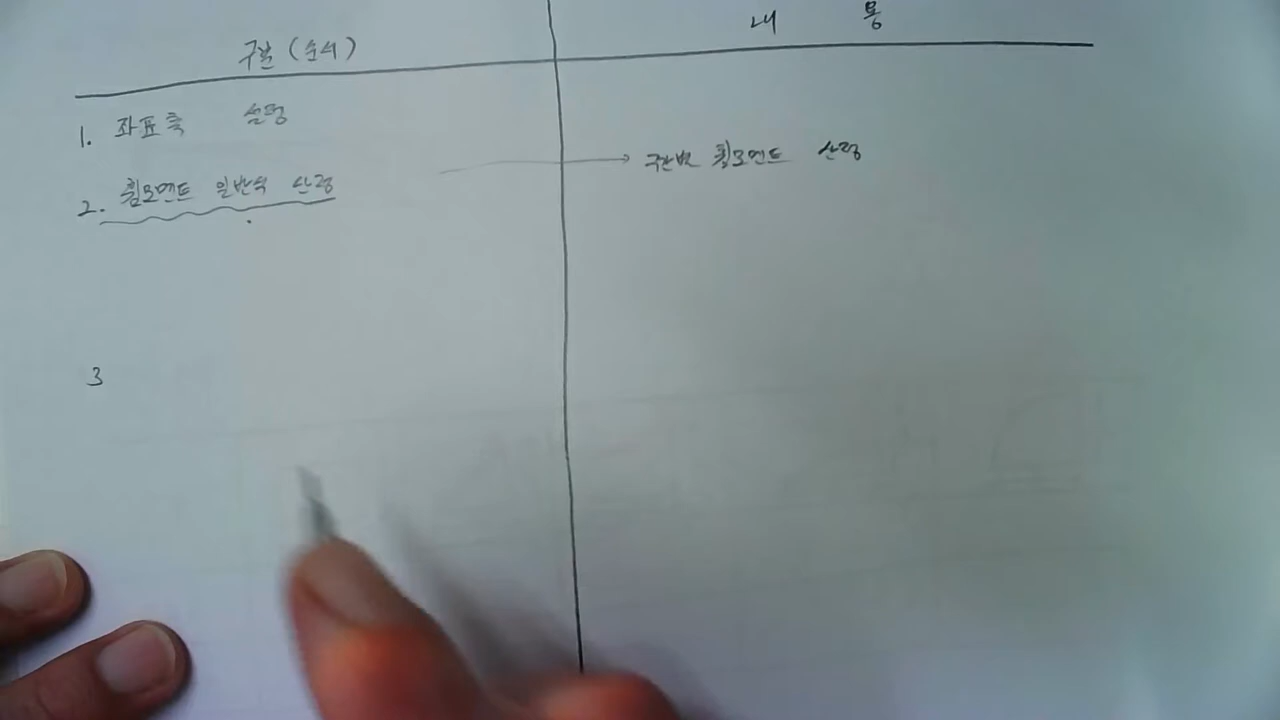 구분 (순서)
내 용
1. 좌표축 설정
2. 휨모멘트 일반식 산정
구간별 휨모멘트 산정
3